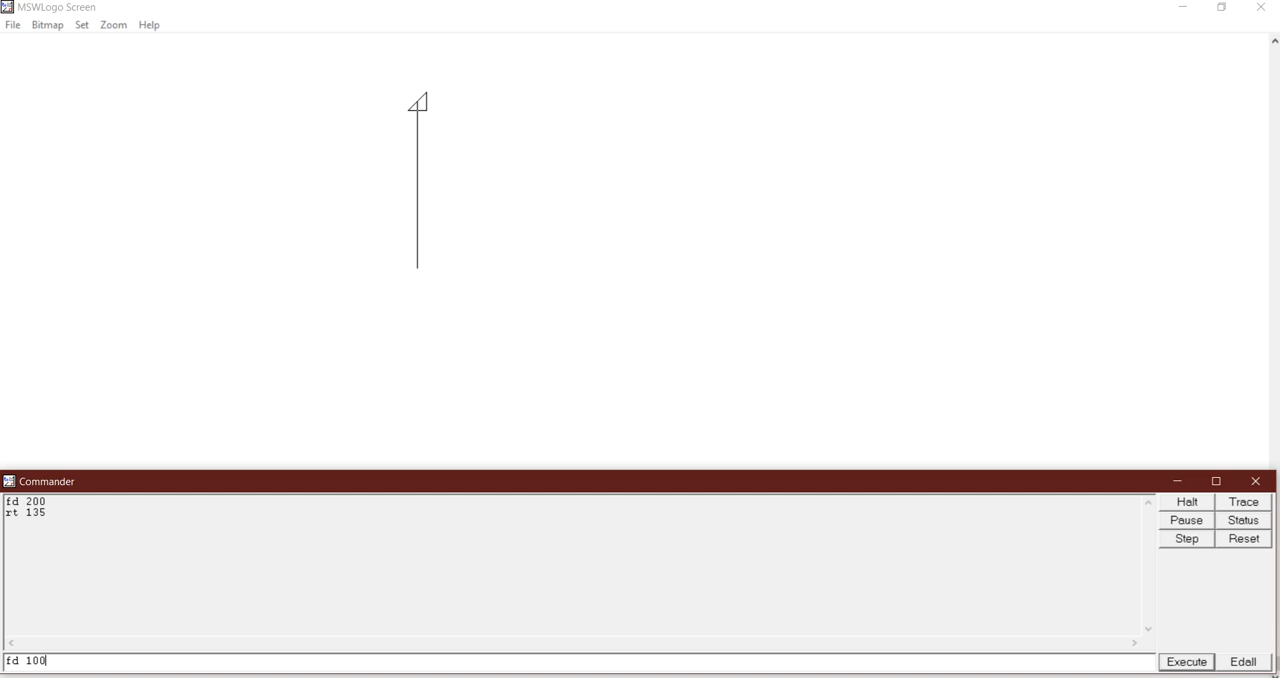 MSWLogo Screen
File Bitmap Set Zoom Help
Commander
fd 200
rt 135
Halt Trace
Pause Status
Step Reset
fd 100
Execute Edall